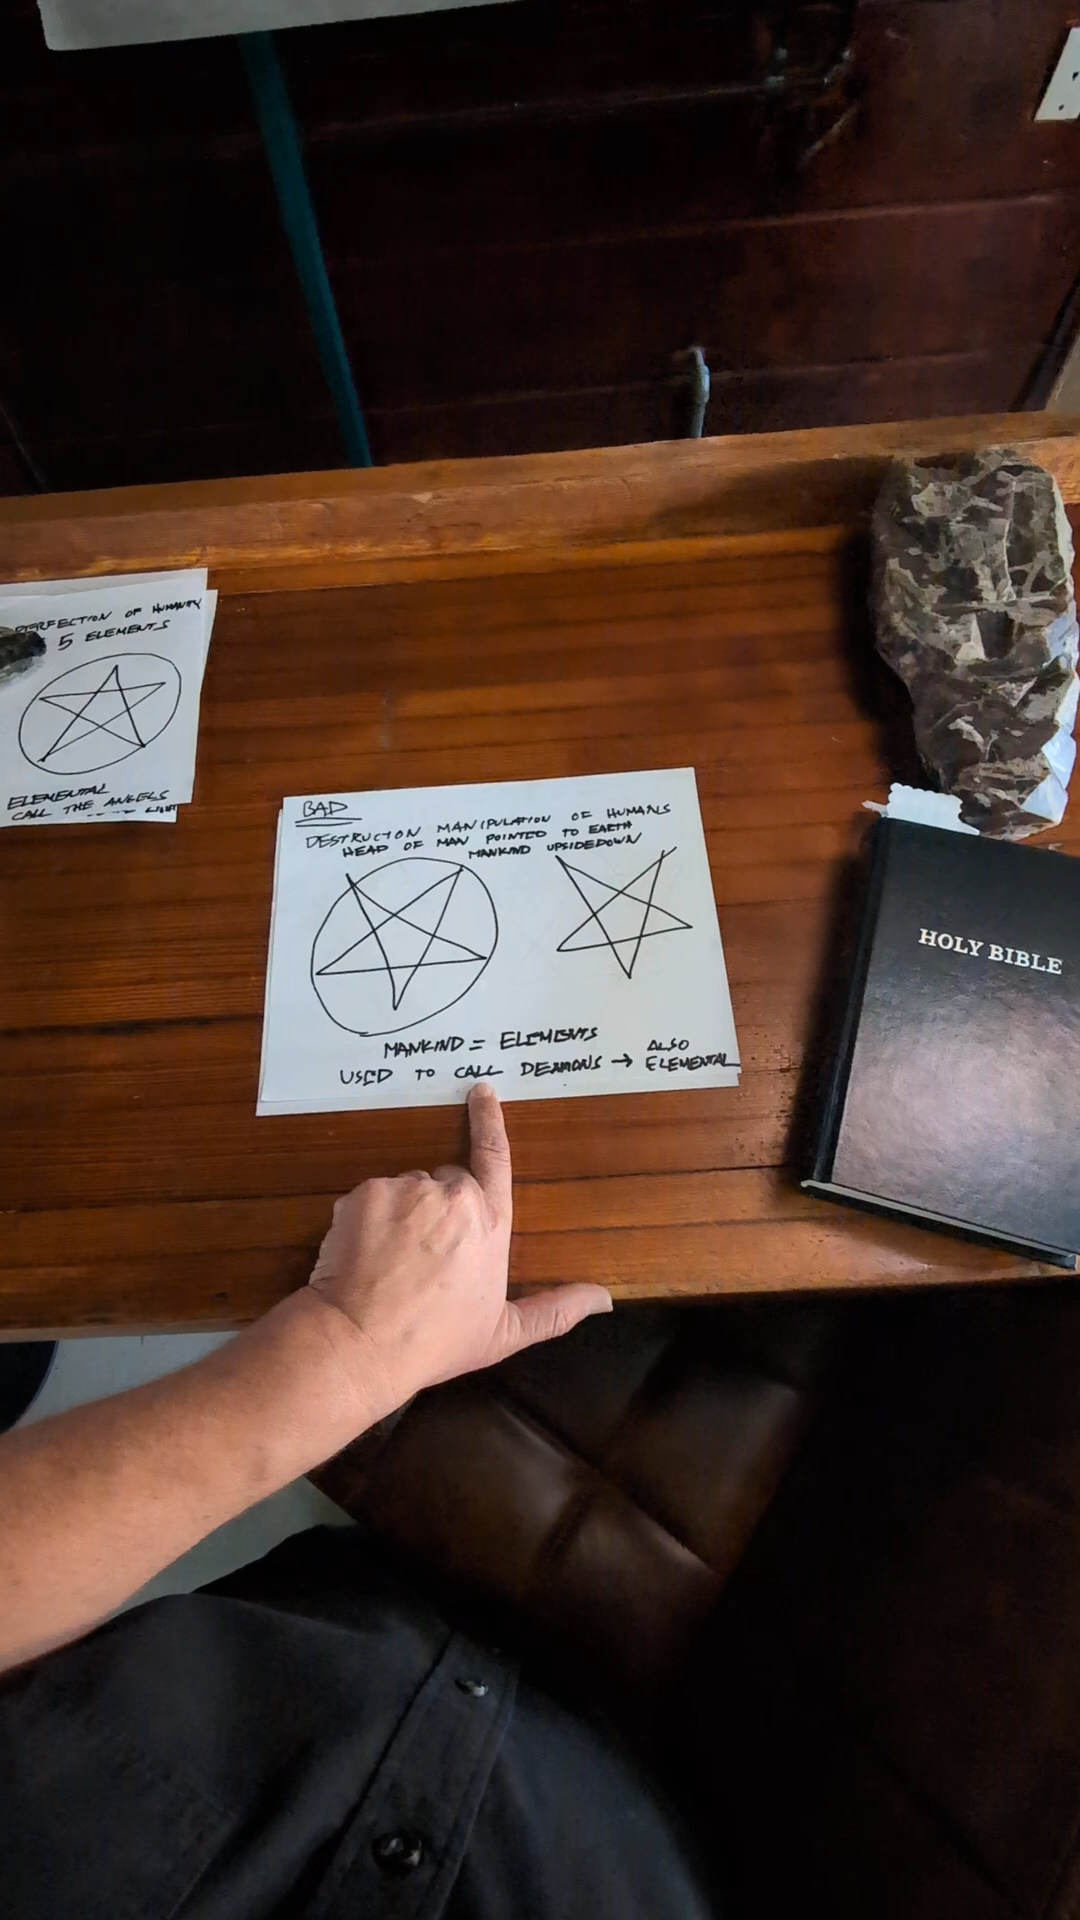 PERFECTION OF HUMANITY
5 ELEMENTS
ELEMENTAL
CALL THE ANGELS
BAD
DESTRUCTION MANIPULATION OF HUMANS
HEAD OF MAN POINTED TO EARTH
MANKIND UPSIDEDOWN
MANKIND = ELEMENTS
USED TO CALL DEAMONS → ALSO
ELEMENTAL
HOLY BIBLE